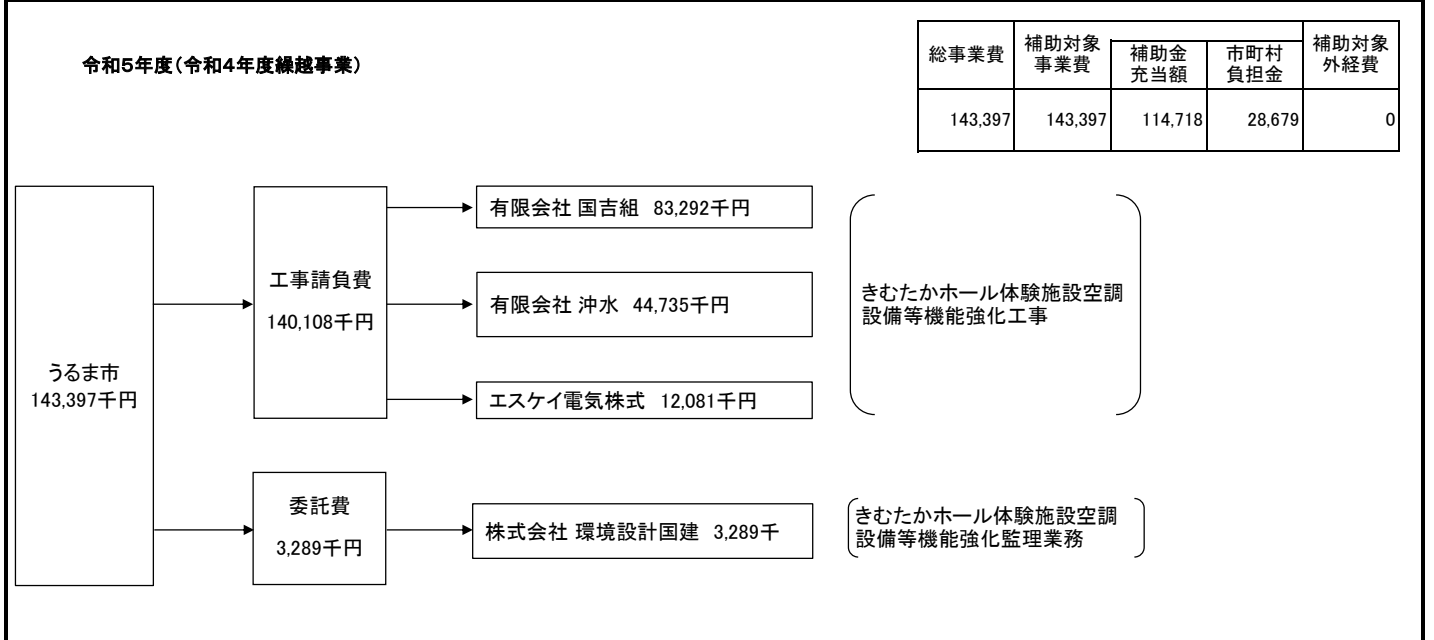 令和5年度（令和4年度繰越事業）
総事業費
補助対象
事業費
補助金
充当額
市町村
負担金
補助対象
外経費
143,397
143,397
114,718
28,679
0
うるま市
143,397千円
工事請負費
140,108千円
有限会社 国吉組 83,292千円
有限会社 沖水 44,735千円
エスケイ電気株式 12,081千円
きむたかホール体験施設空調
設備等機能強化工事
委託費
3,289千円
株式会社 環境設計国建 3,289千
きむたかホール体験施設空調
設備等機能強化監理業務